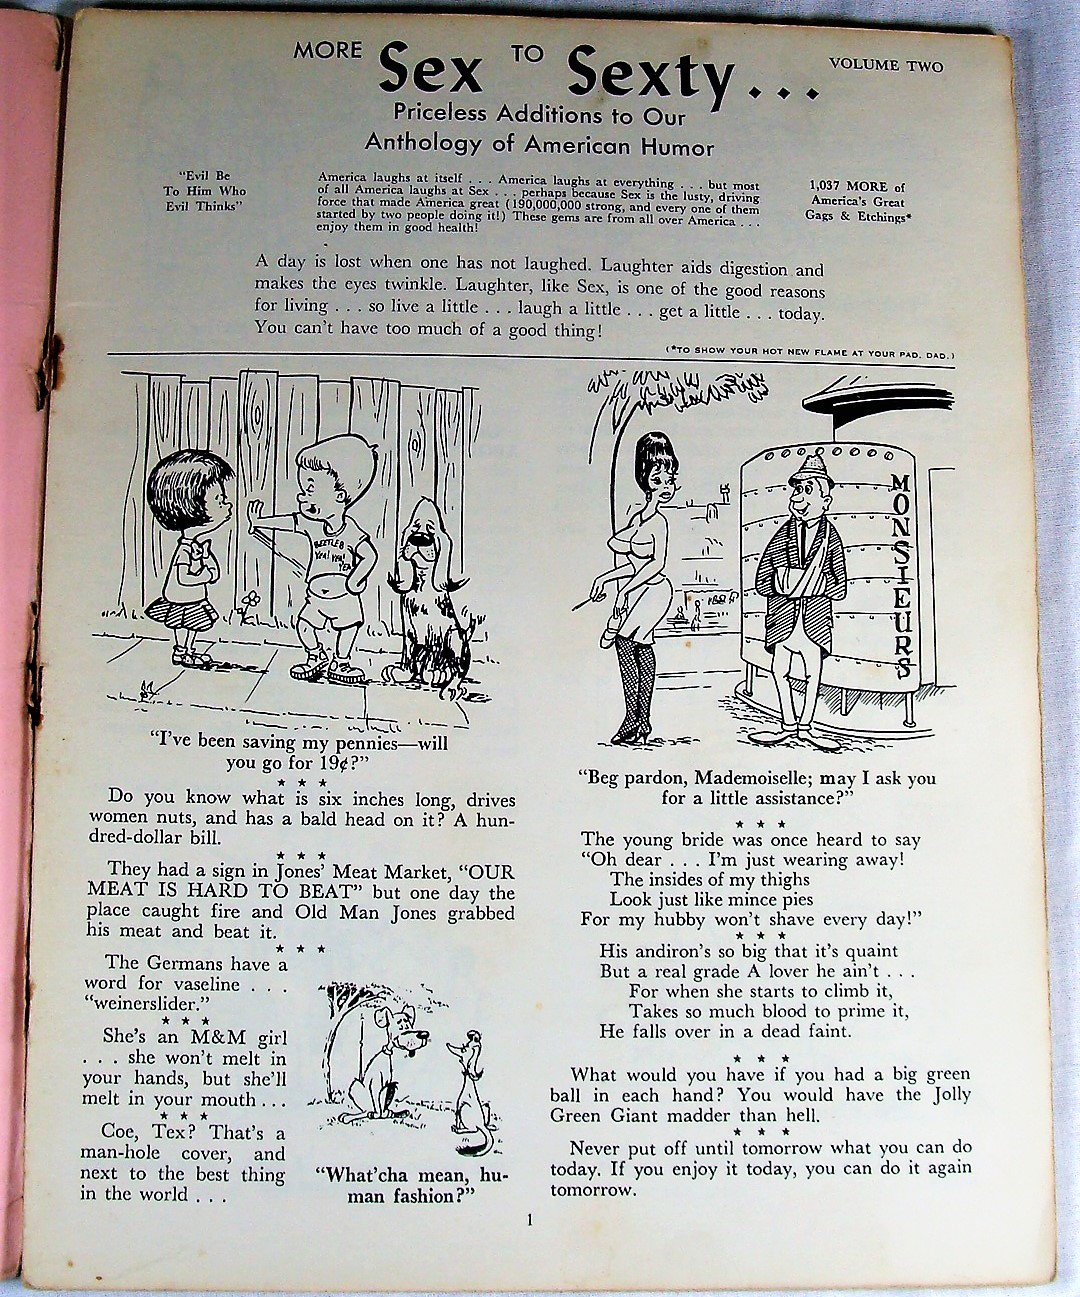 MORE Sex TO Sexty...
VOLUME TWO
Priceless Additions to Our
Anthology of American Humor
"Evil Be
To Him Who
Evil Thinks"
America laughs at itself . . . America laughs at everything . . . but most
of all America laughs at Sex . . . perhaps because Sex is the lusty, driving
force that made America great (190,000,000 strong, and every one of them
started by two people doing it!) These gems are from all over America . . .
enjoy them in good health!
1,037 MORE of
America's Great
Gags & Etchings*
A day is lost when one has not laughed. Laughter aids digestion and
makes the eyes twinkle. Laughter, like Sex, is one of the good reasons
for living . . . so live a little . . . laugh a little . . . get a little . . . today.
You can't have too much of a good thing!
(*TO SHOW YOUR HOT NEW FLAME AT YOUR PAD, DAD.)
BEETLES
YEA! YEA!
YEA
"I've been saving my pennies—will
you go for 19¢?"
★ ★ ★
Do you know what is six inches long, drives
women nuts, and has a bald head on it? A hun-
dred-dollar bill.
★ ★ ★
They had a sign in Jones' Meat Market, "OUR
MEAT IS HARD TO BEAT" but one day the
place caught fire and Old Man Jones grabbed
his meat and beat it.
★ ★ ★
The Germans have a
word for vaseline . . .
"weinerslider."
★ ★ ★
She's an M&M girl
. . . she won't melt in
your hands, but she'll
melt in your mouth . . .
★ ★ ★
Coe, Tex? That's a
man-hole cover, and
next to the best thing
in the world . . .
"What'cha mean, hu-
man fashion?"
MONSIEURS
"Beg pardon, Mademoiselle; may I ask you
for a little assistance?"
★ ★ ★
The young bride was once heard to say
"Oh dear . . . I'm just wearing away!
The insides of my thighs
Look just like mince pies
For my hubby won't shave every day!"
★ ★ ★
His andiron's so big that it's quaint
But a real grade A lover he ain't . . .
For when she starts to climb it,
Takes so much blood to prime it,
He falls over in a dead faint.
★ ★ ★
What would you have if you had a big green
ball in each hand? You would have the Jolly
Green Giant madder than hell.
★ ★ ★
Never put off until tomorrow what you can do
today. If you enjoy it today, you can do it again
tomorrow.
1